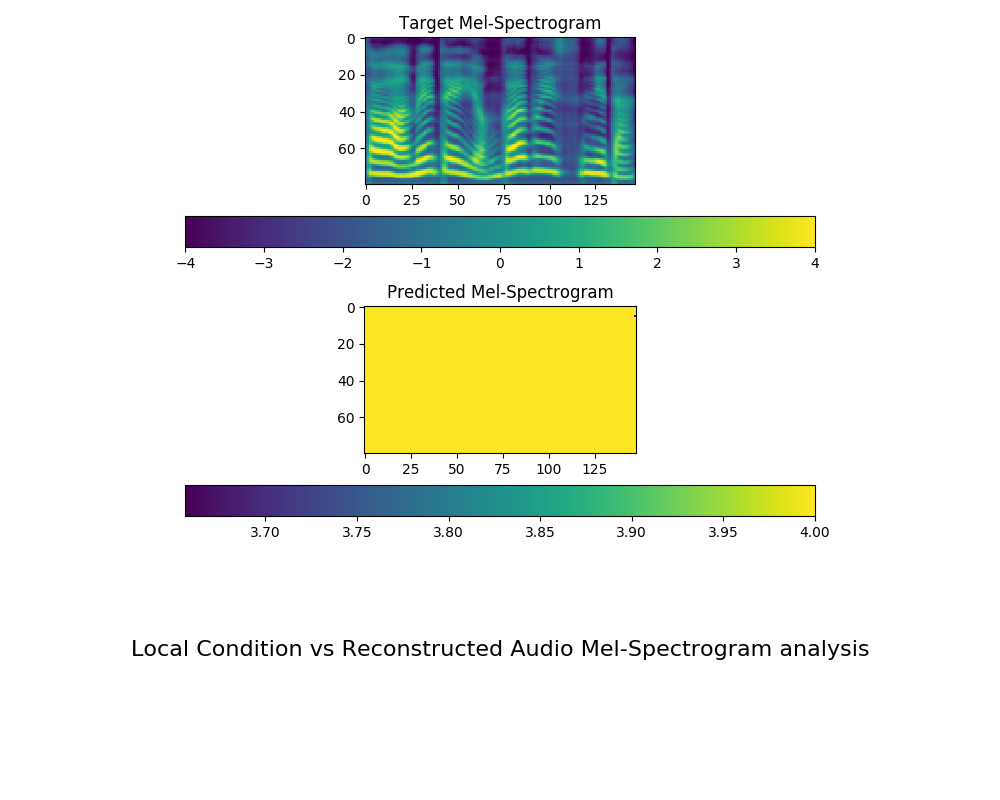 Target Mel-Spectrogram
0
20
40
60
0 25 50 75 100 125
−4 −3 −2 −1 0 1 2 3 4
Predicted Mel-Spectrogram
0
20
40
60
0 25 50 75 100 125
3.70 3.75 3.80 3.85 3.90 3.95 4.00
Local Condition vs Reconstructed Audio Mel-Spectrogram analysis